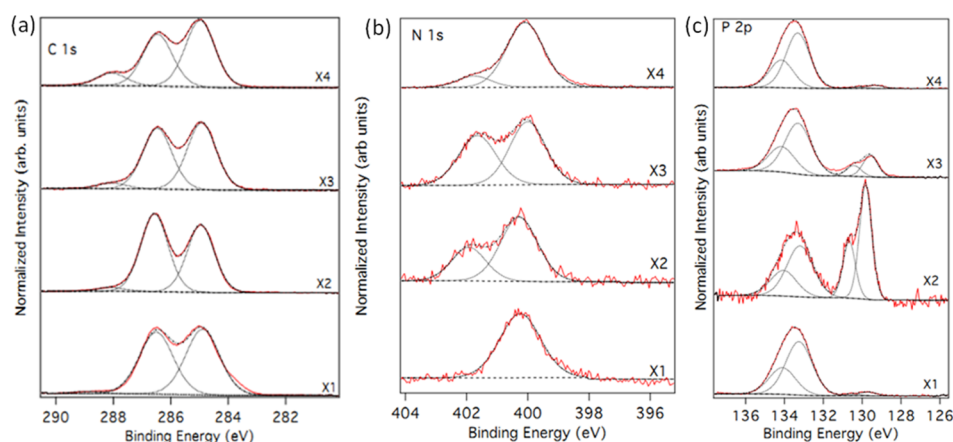 (a)
C 1s
X4
X3
X2
X1
Normalized Intensity (arb. units)
290 288 286 284 282 280
Binding Energy (eV)
(b)
N 1s
X4
X3
X2
X1
Normalized Intensity (arb units)
404 402 400 398 396
Binding Energy (eV)
(c)
P 2p
X4
X3
X2
X1
Normalized Intensity (arb units)
136 134 132 130 128 126
Binding Energy (eV)